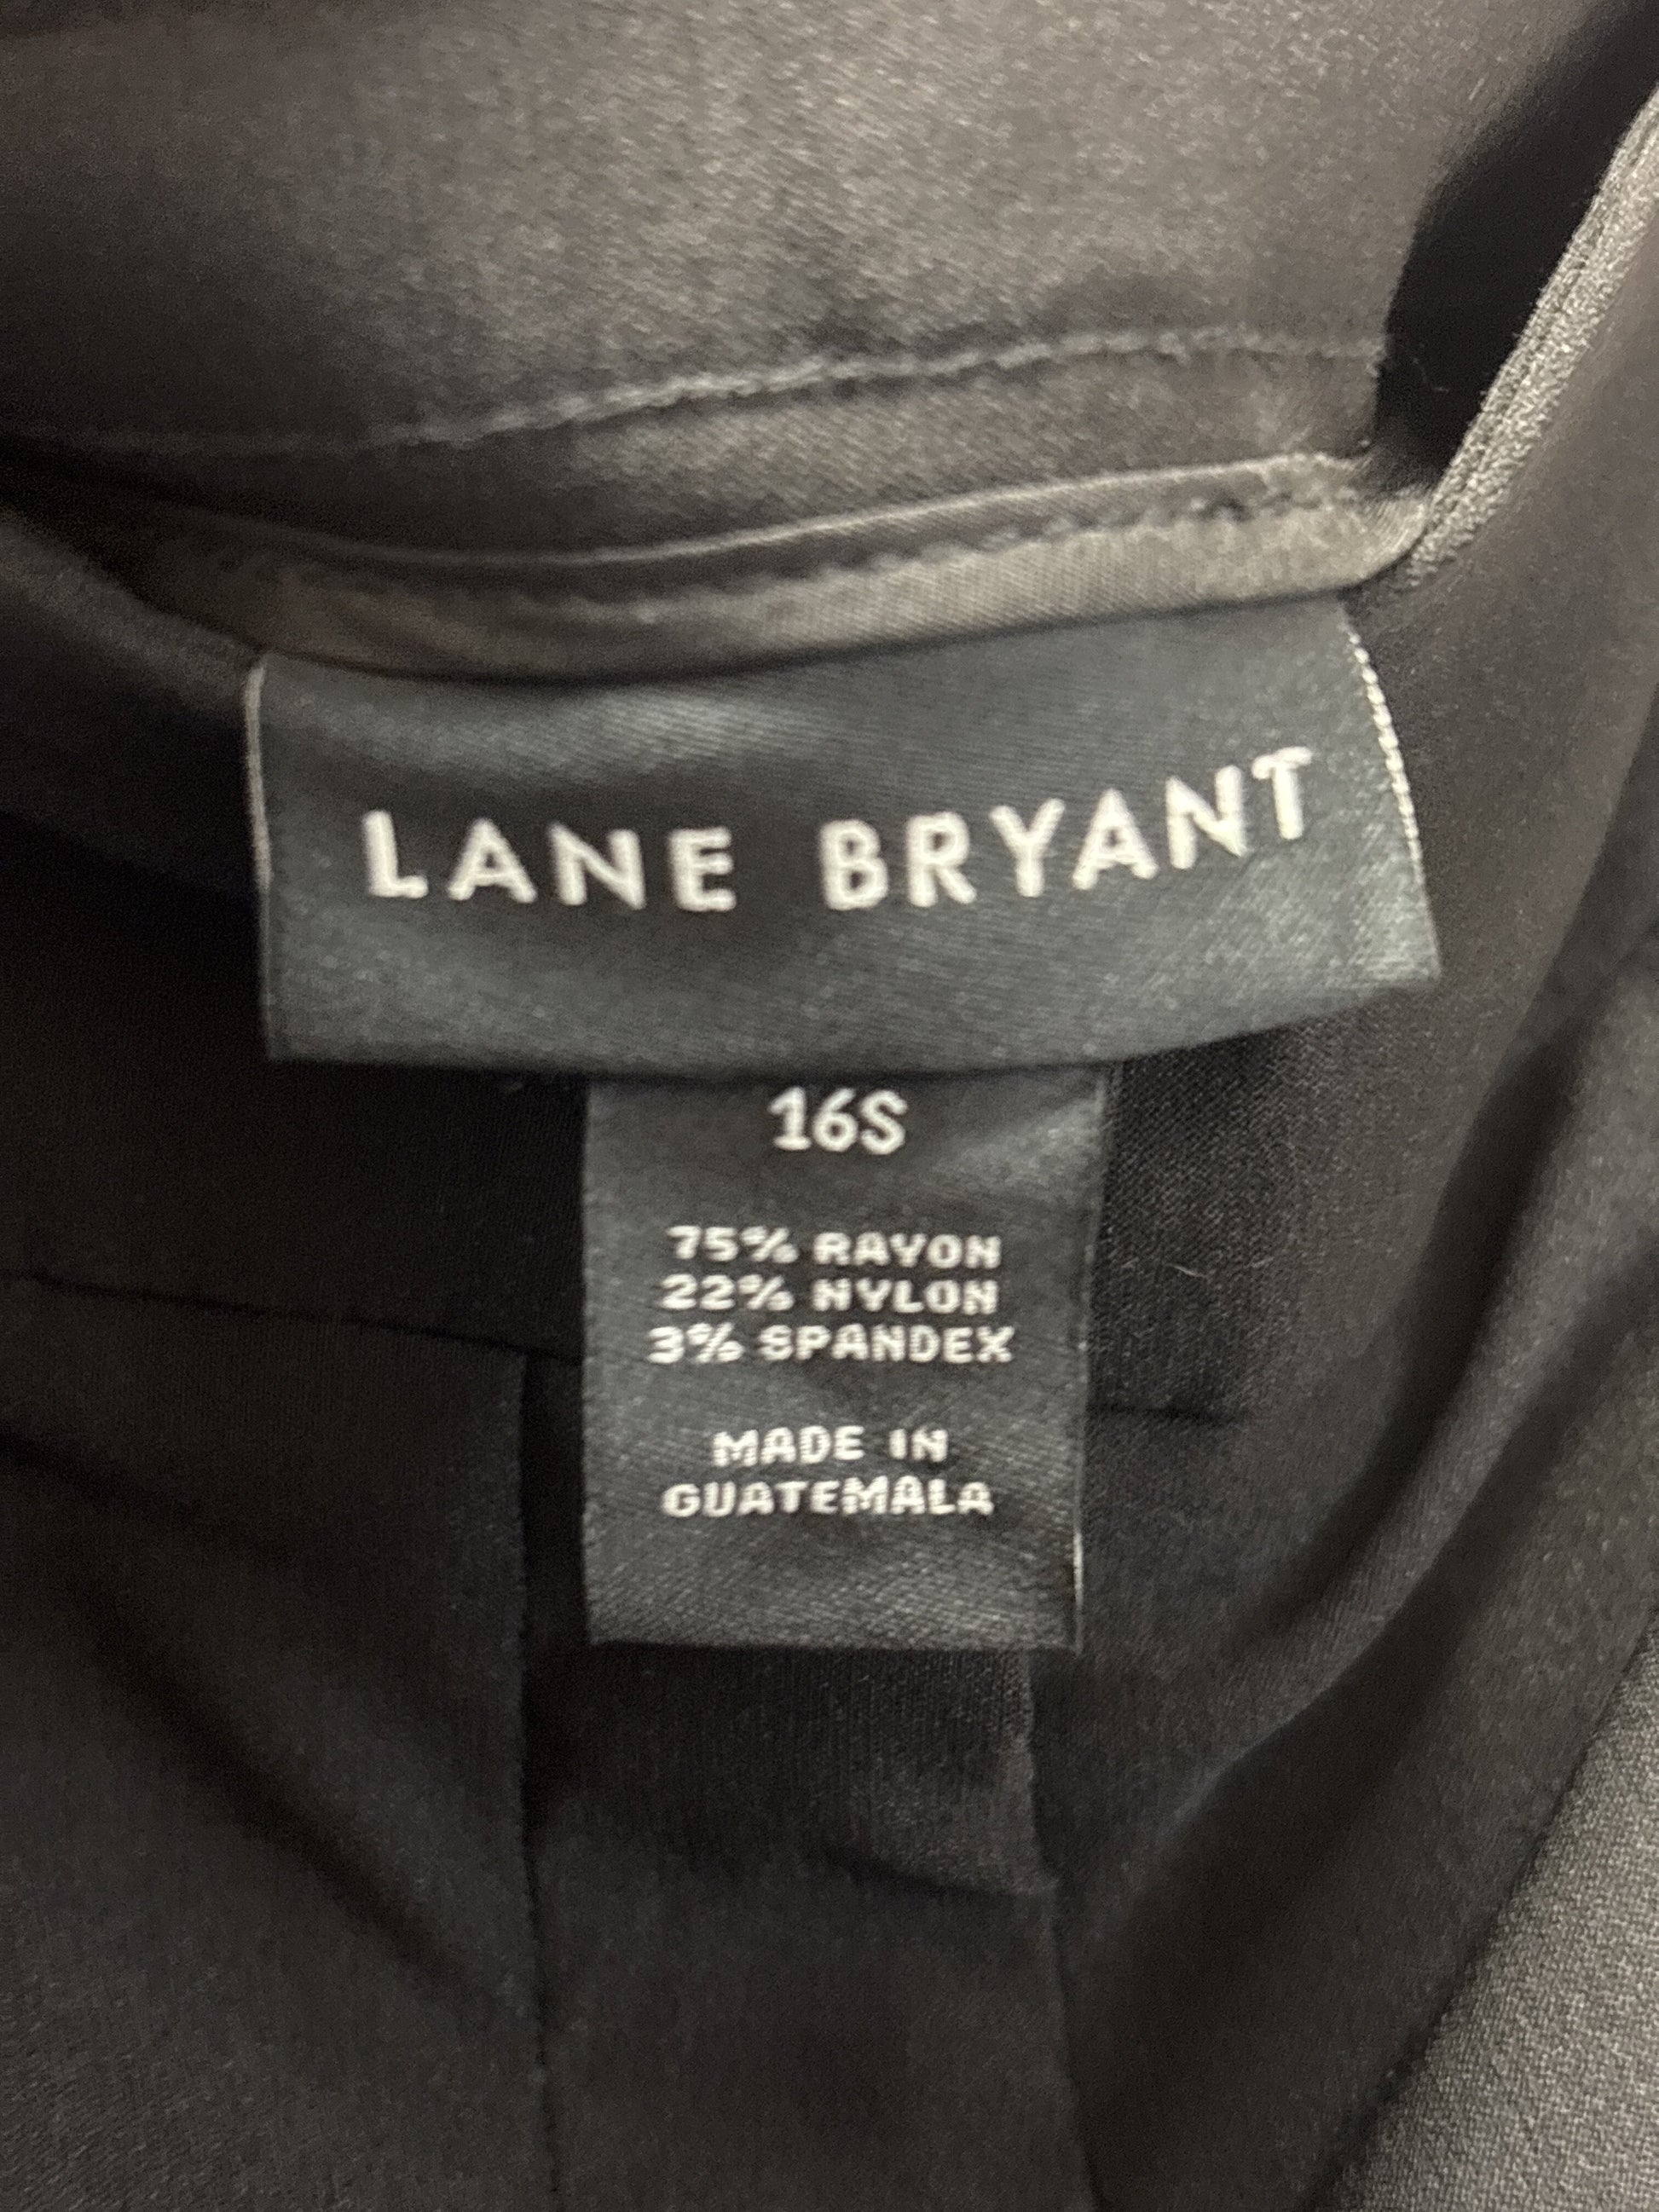 LANE BRYANT
16S
75% RAYON
22% NYLON
3% SPANDEX
MADE IN
GUATEMALA